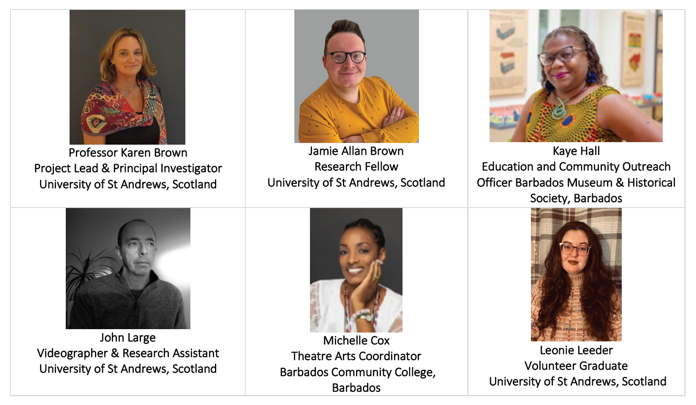 Professor Karen Brown
Project Lead & Principal Investigator
University of St Andrews, Scotland
Jamie Allan Brown
Research Fellow
University of St Andrews, Scotland
Kaye Hall
Education and Community Outreach
Officer Barbados Museum & Historical
Society, Barbados
John Large
Videographer & Research Assistant
University of St Andrews, Scotland
Michelle Cox
Theatre Arts Coordinator
Barbados Community College,
Barbados
Leonie Leeder
Volunteer Graduate
University of St Andrews, Scotland